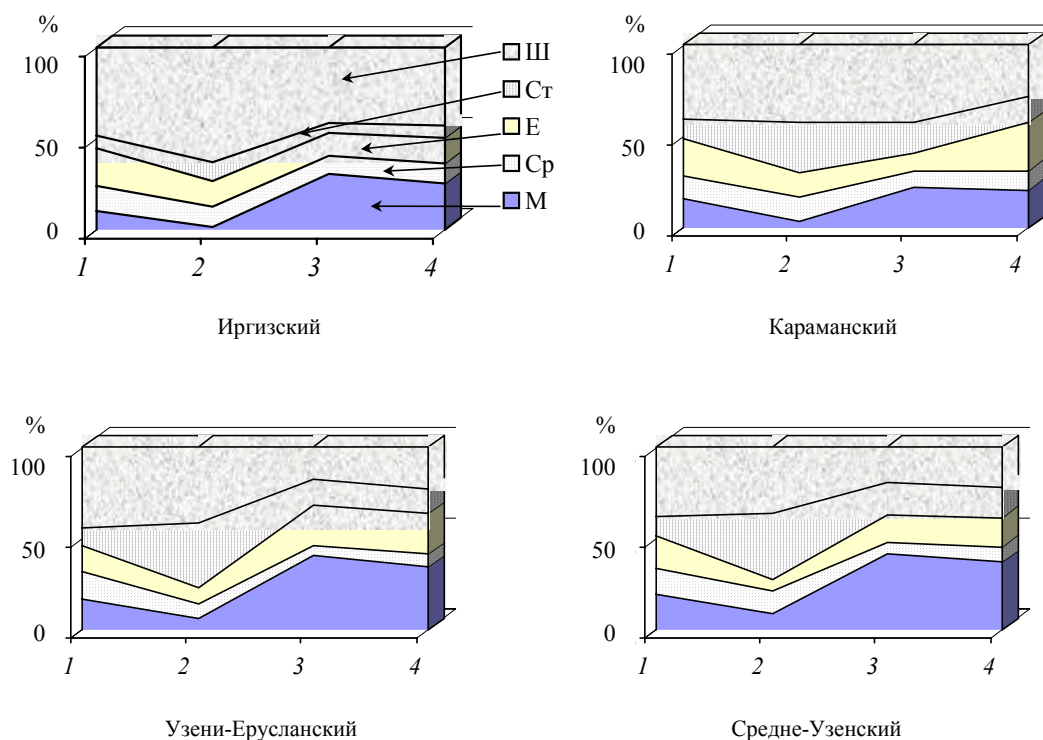 %
100
50
0
1 2 3 4
Ш
Ст
Е
Ср
М
Иргизский
%
100
50
0
1 2 3 4
Караманский
%
100
50
0
1 2 3 4
Узени-Ерусланский
%
100
50
0
1 2 3 4
Средне-Узенский